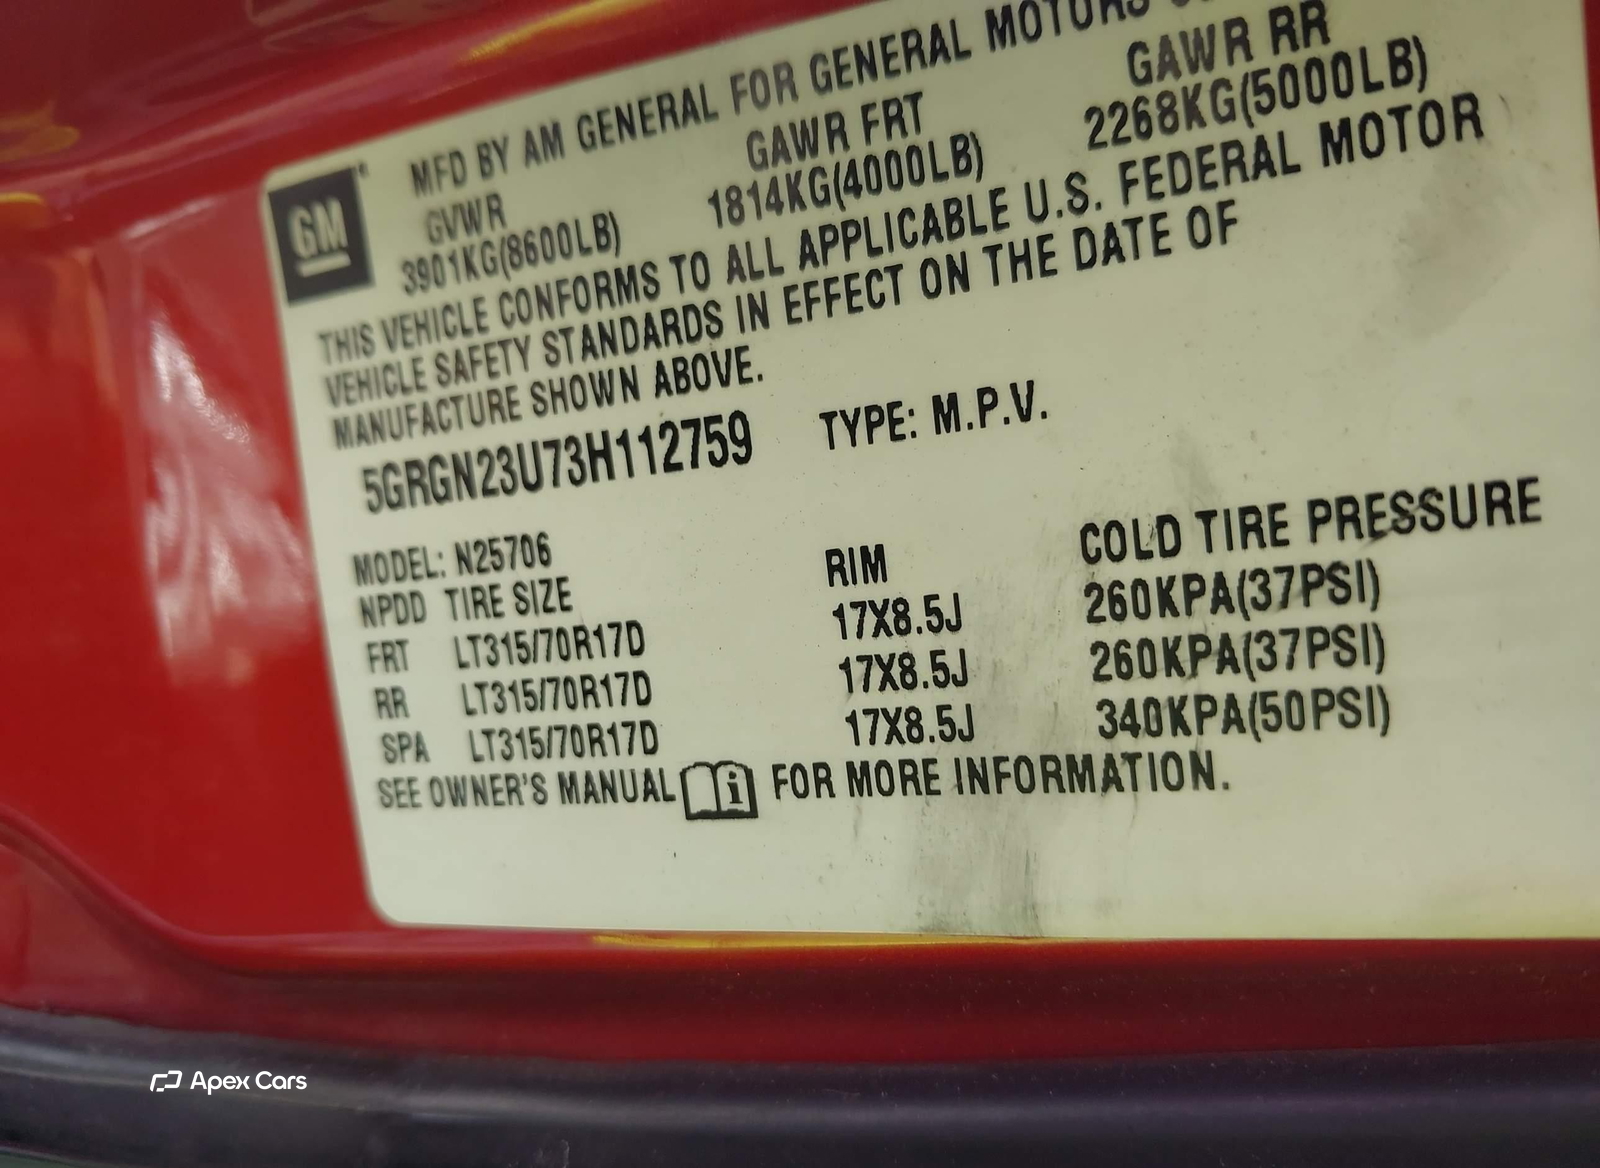 GM
MFD BY AM GENERAL FOR GENERAL MOTORS
GVWR GAWR FRT GAWR RR
3901KG(8600LB) 1814KG(4000LB) 2268KG(5000LB)
THIS VEHICLE CONFORMS TO ALL APPLICABLE U.S. FEDERAL MOTOR
VEHICLE SAFETY STANDARDS IN EFFECT ON THE DATE OF
MANUFACTURE SHOWN ABOVE.
5GRGN23U73H112759 TYPE: M.P.V.
MODEL: N25706
NPDD TIRE SIZE RIM COLD TIRE PRESSURE
FRT LT315/70R17D 17X8.5J 260KPA(37PSI)
RR LT315/70R17D 17X8.5J 260KPA(37PSI)
SPA LT315/70R17D 17X8.5J 340KPA(50PSI)
SEE OWNER'S MANUAL i FOR MORE INFORMATION.
Apex Cars